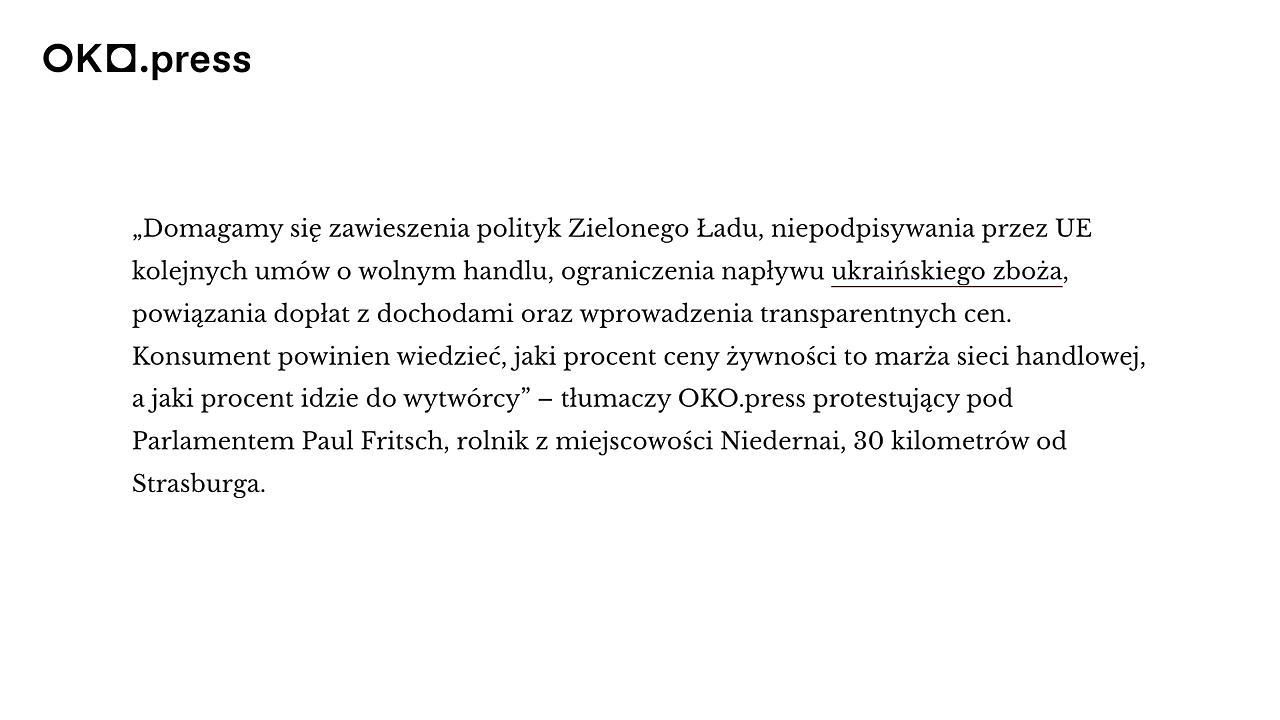 OKO.press
„Domagamy się zawieszenia polityk Zielonego Ładu, niepodpisywania przez UE
kolejnych umów o wolnym handlu, ograniczenia napływu ukraińskiego zboża,
powiązania dopłat z dochodami oraz wprowadzenia transparentnych cen.
Konsument powinien wiedzieć, jaki procent ceny żywności to marża sieci handlowej,
a jaki procent idzie do wytwórcy” – tłumaczy OKO.press protestujący pod
Parlamentem Paul Fritsch, rolnik z miejscowości Niedernai, 30 kilometrów od
Strasburga.